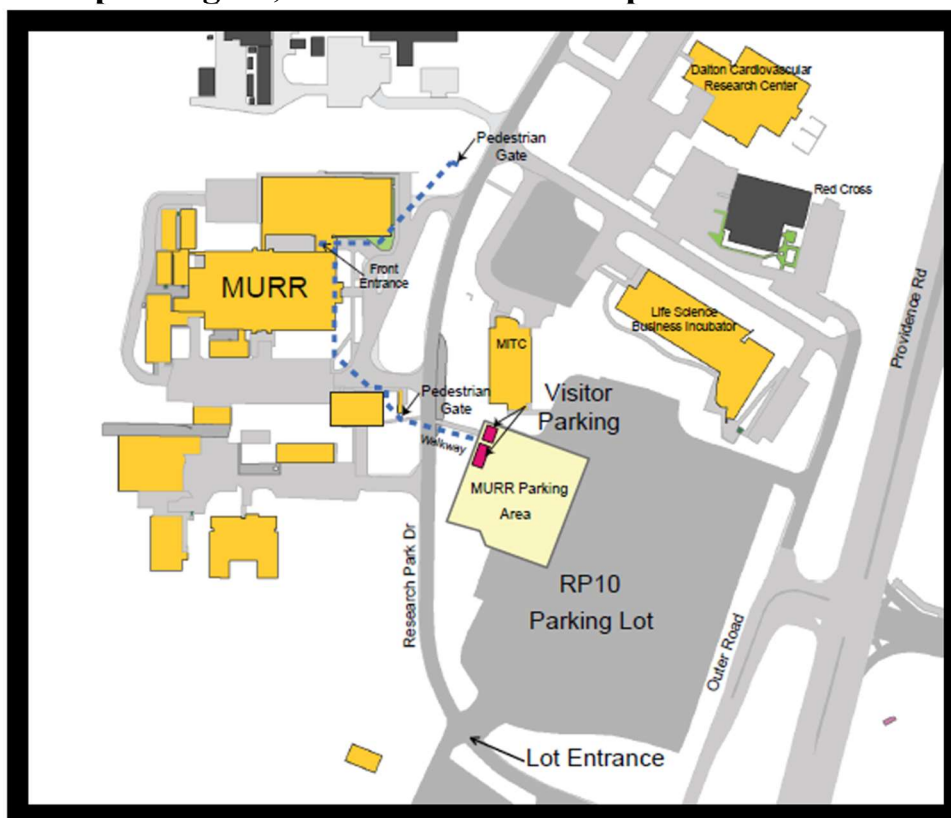 Dalton Cardiovascular
Research Center
Pedestrian
Gate
Red Cross
Front
Entrance
MURR
Providence Rd
Life Science
Business Incubator
MITC
Pedestrian
Gate
Visitor
Parking
Walkway
MURR Parking
Area
RP10
Parking Lot
Research Park Dr
Outer Road
Lot Entrance